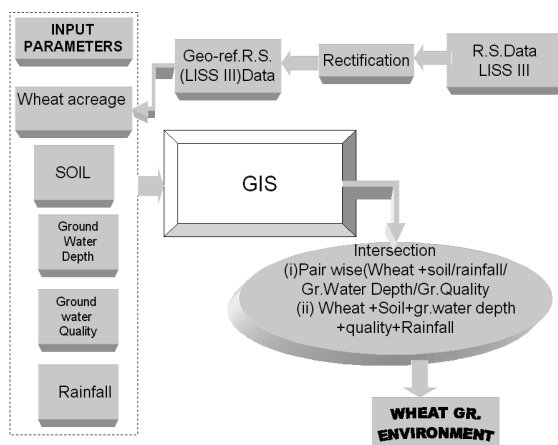 INPUT
PARAMETERS
Geo-ref.R.S.
(LISS III)Data
Rectification
R.S.Data
LISS III
Wheat acreage
SOIL
Ground
Water
Depth
Ground
water
Quality
Rainfall
GIS
Intersection
(i)Pair wise(Wheat +soil/rainfall/
Gr.Water Depth/Gr.Quality
(ii) Wheat +Soil+gr.water depth
+quality+Rainfall
WHEAT GR.
ENVIRONMENT